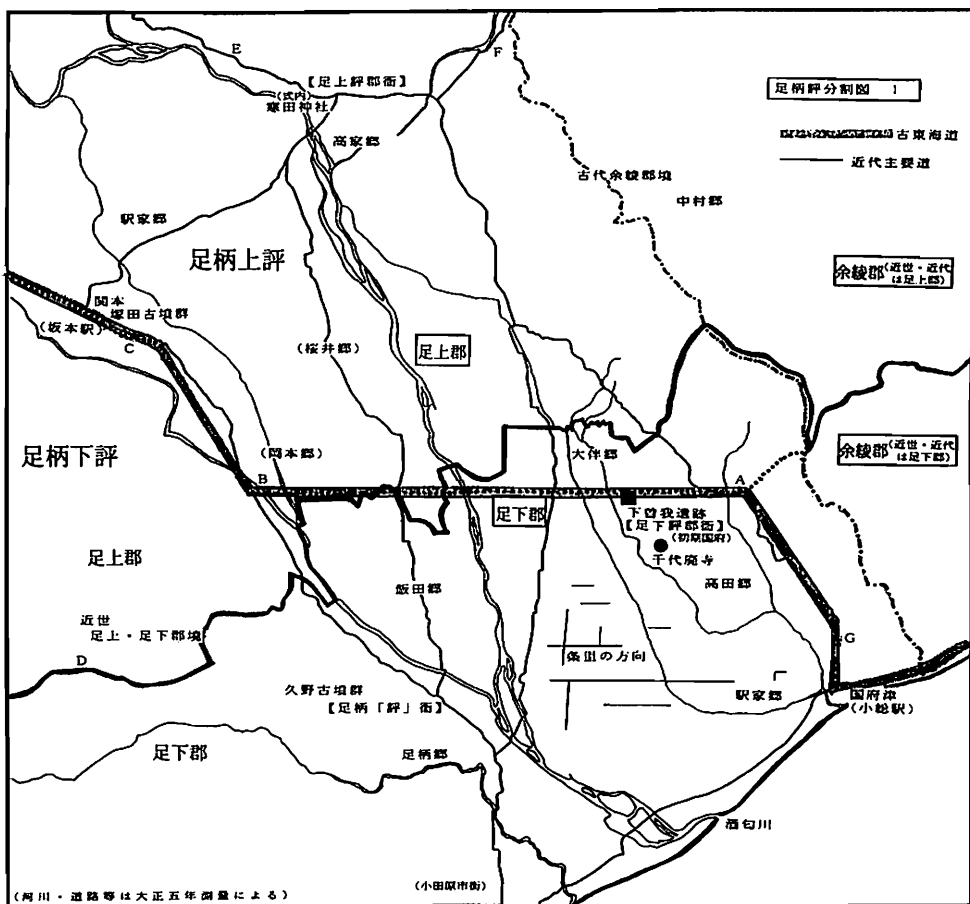 足柄評分割図 1
古東海道
近代主要道
E
F
【足上評郡衙】
(式内)
寒田神社
高家郷
古代余綾郡境
中村郷
駅家郷
足柄上評
余綾郡(近世・近代は足上郡)
関本
塚田古墳群
(坂本駅)
C
(桜井郷)
足上郡
足柄下評
(岡本郷)
大伴郷
余綾郡(近世・近代は足下郡)
B
A
足下郡
下曽我遺跡
【足下評郡衙】
(初期国府)
千代廃寺
足上郡
飯田郷
高田郷
近世
足上・足下郡境
D
G
条里の方向
久野古墳群
【足柄「評」衙】
駅家郷
国府津
(小総駅)
足下郡
足柄郷
酒匂川
(小田原市街)
(河川・道路等は大正五年測量による)